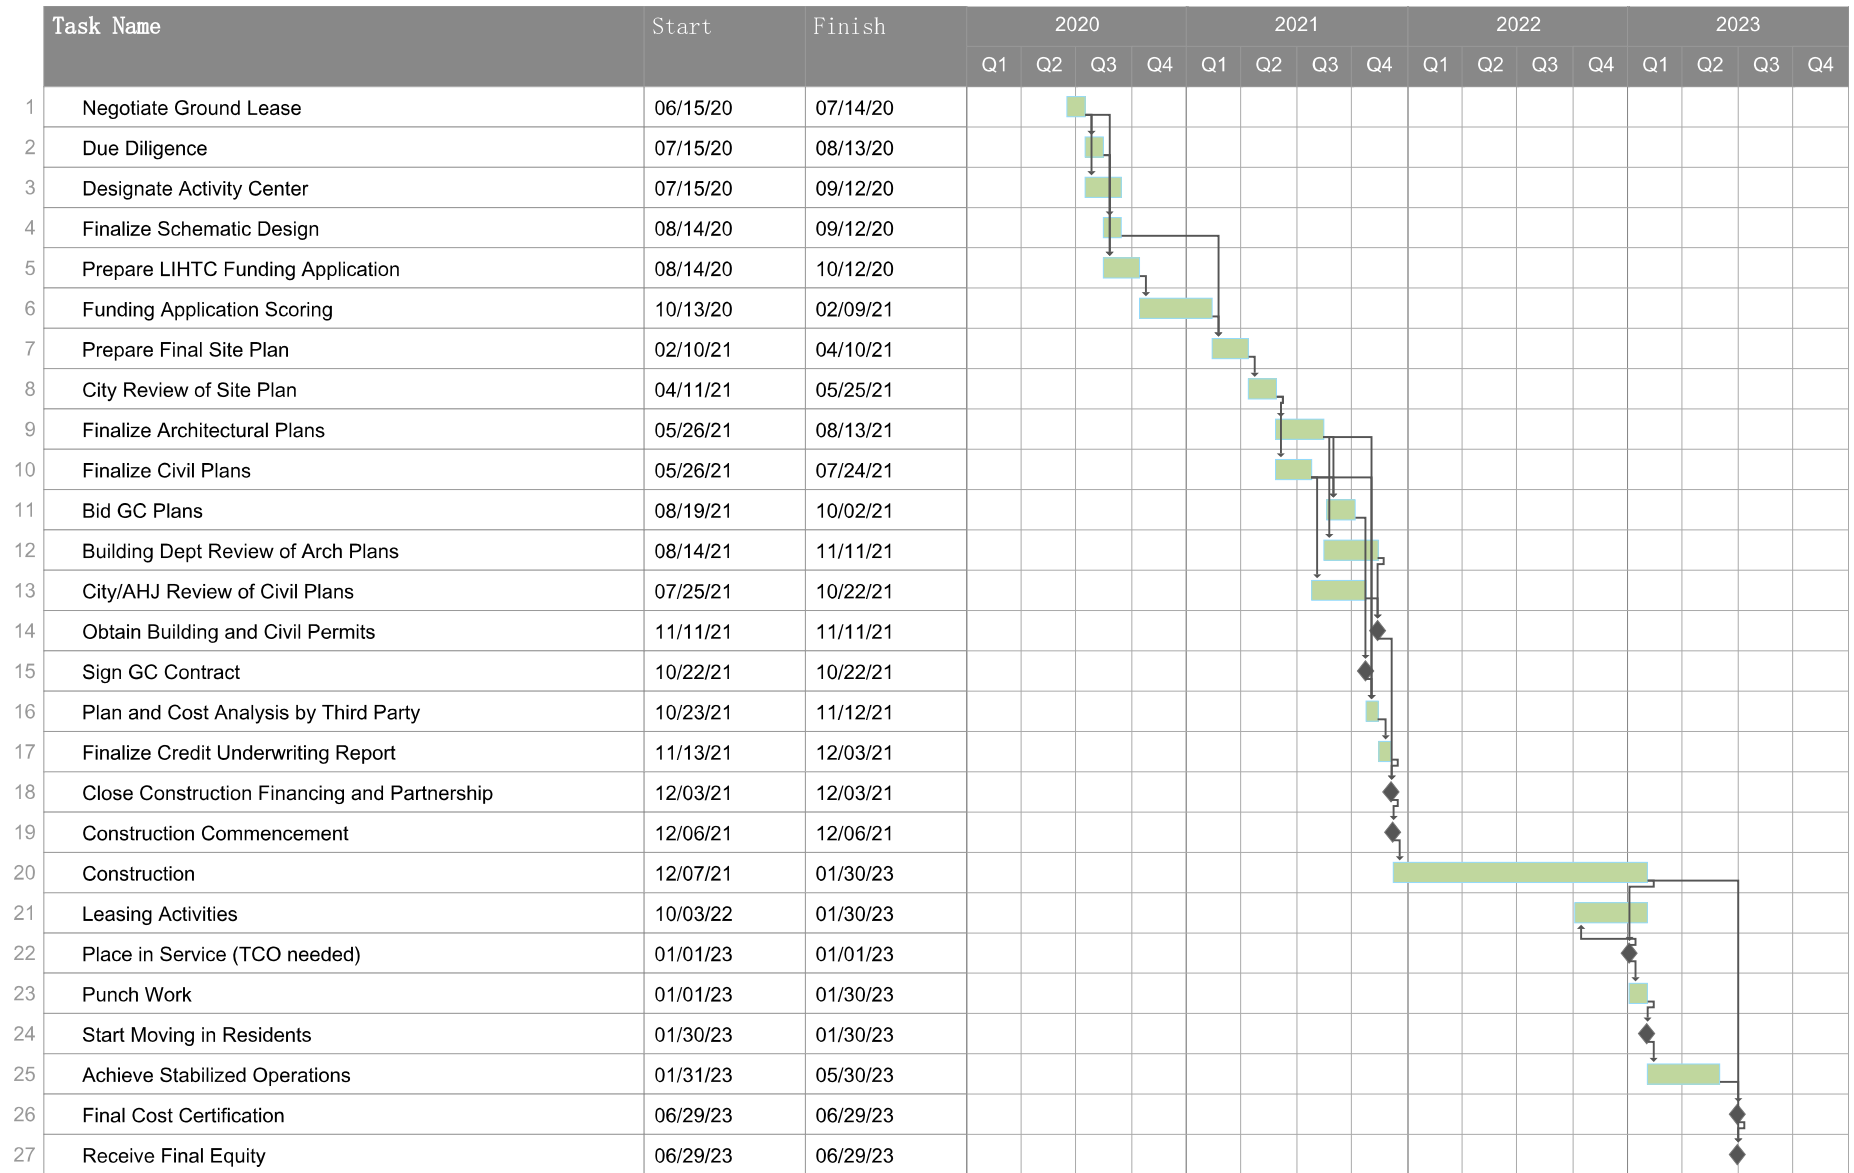 Task Name Start Finish 2020 2021 2022 2023
Q1 Q2 Q3 Q4 Q1 Q2 Q3 Q4 Q1 Q2 Q3 Q4 Q1 Q2 Q3 Q4
1 Negotiate Ground Lease 06/15/20 07/14/20
2 Due Diligence 07/15/20 08/13/20
3 Designate Activity Center 07/15/20 09/12/20
4 Finalize Schematic Design 08/14/20 09/12/20
5 Prepare LIHTC Funding Application 08/14/20 10/12/20
6 Funding Application Scoring 10/13/20 02/09/21
7 Prepare Final Site Plan 02/10/21 04/10/21
8 City Review of Site Plan 04/11/21 05/25/21
9 Finalize Architectural Plans 05/26/21 08/13/21
10 Finalize Civil Plans 05/26/21 07/24/21
11 Bid GC Plans 08/19/21 10/02/21
12 Building Dept Review of Arch Plans 08/14/21 11/11/21
13 City/AHJ Review of Civil Plans 07/25/21 10/22/21
14 Obtain Building and Civil Permits 11/11/21 11/11/21
15 Sign GC Contract 10/22/21 10/22/21
16 Plan and Cost Analysis by Third Party 10/23/21 11/12/21
17 Finalize Credit Underwriting Report 11/13/21 12/03/21
18 Close Construction Financing and Partnership 12/03/21 12/03/21
19 Construction Commencement 12/06/21 12/06/21
20 Construction 12/07/21 01/30/23
21 Leasing Activities 10/03/22 01/30/23
22 Place in Service (TCO needed) 01/01/23 01/01/23
23 Punch Work 01/01/23 01/30/23
24 Start Moving in Residents 01/30/23 01/30/23
25 Achieve Stabilized Operations 01/31/23 05/30/23
26 Final Cost Certification 06/29/23 06/29/23
27 Receive Final Equity 06/29/23 06/29/23